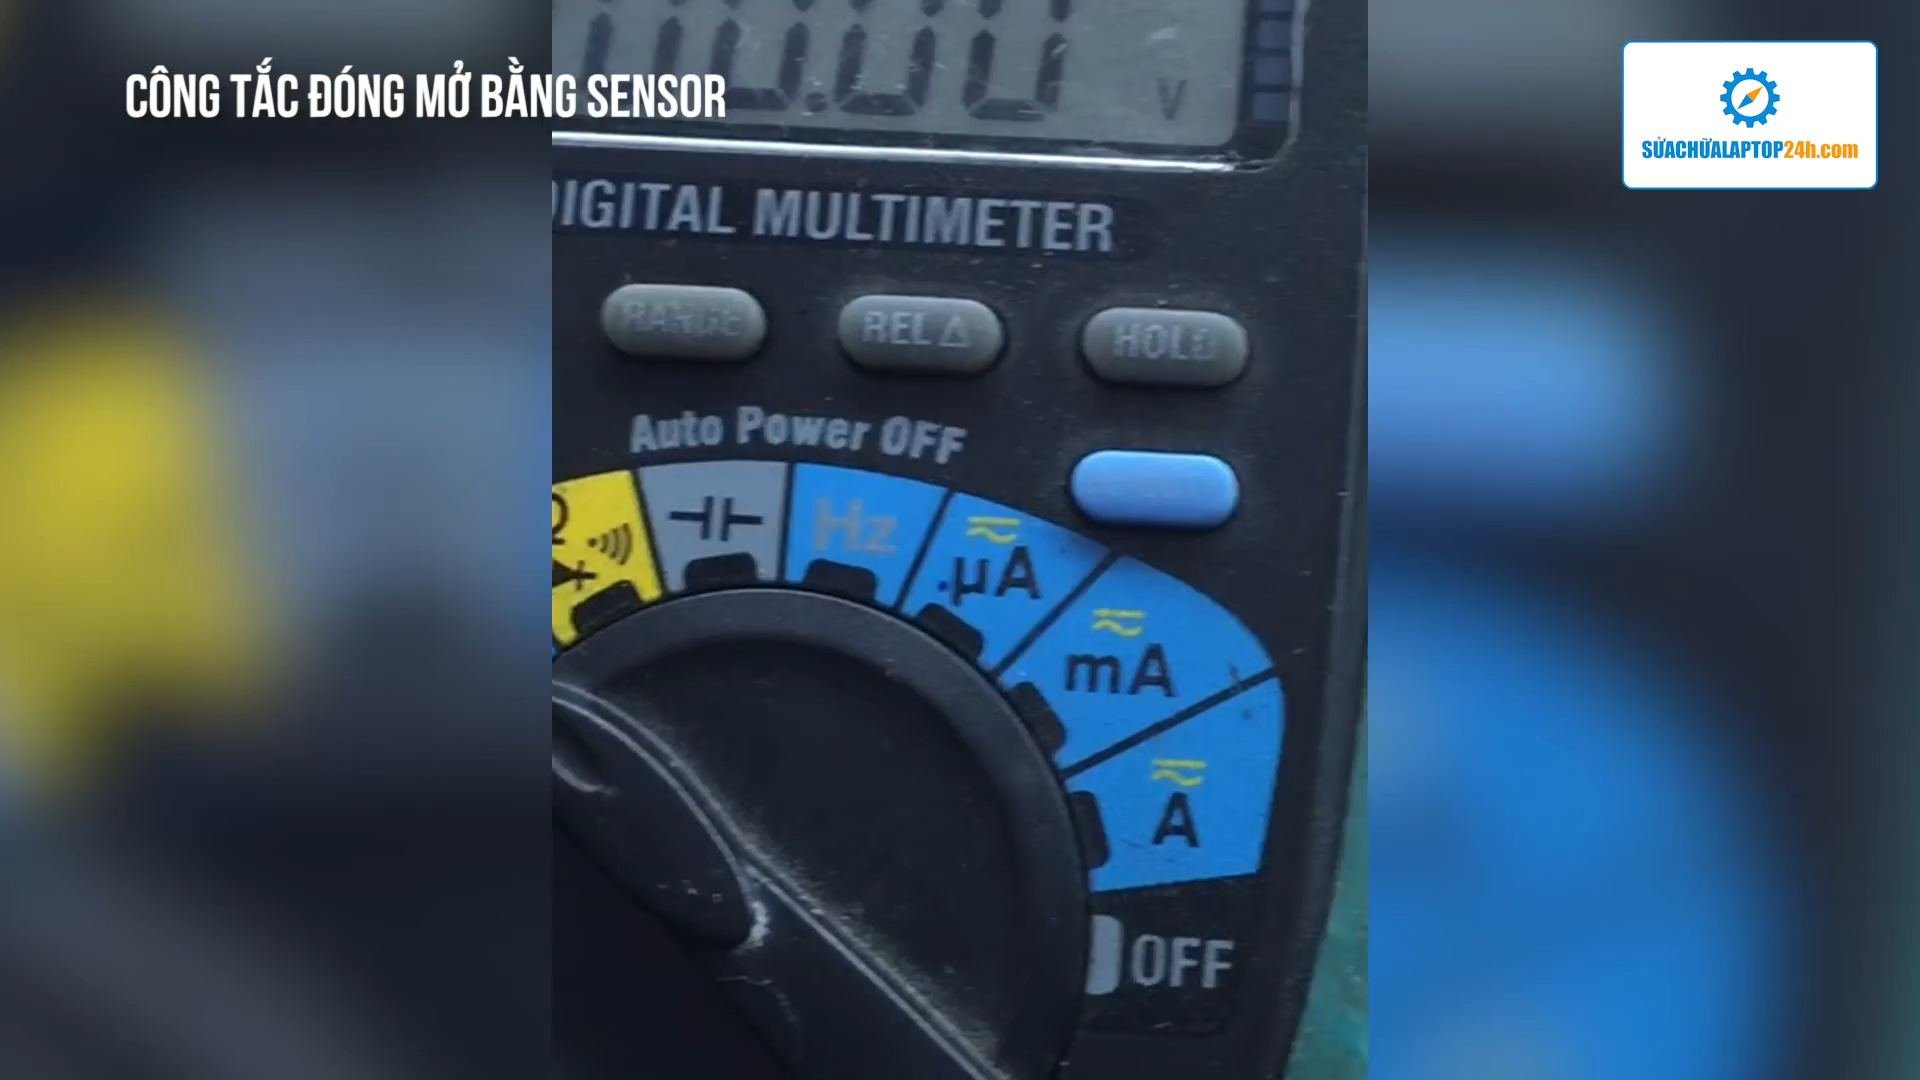 CÔNG TẮC ĐÓNG MỞ BẰNG SENSOR
SỬACHỮALAPTOP24h.com
V
DIGITAL MULTIMETER
RANGE
REL Δ
HOLD
Auto Power OFF
Ω
Hz
µA
mA
A
OFF